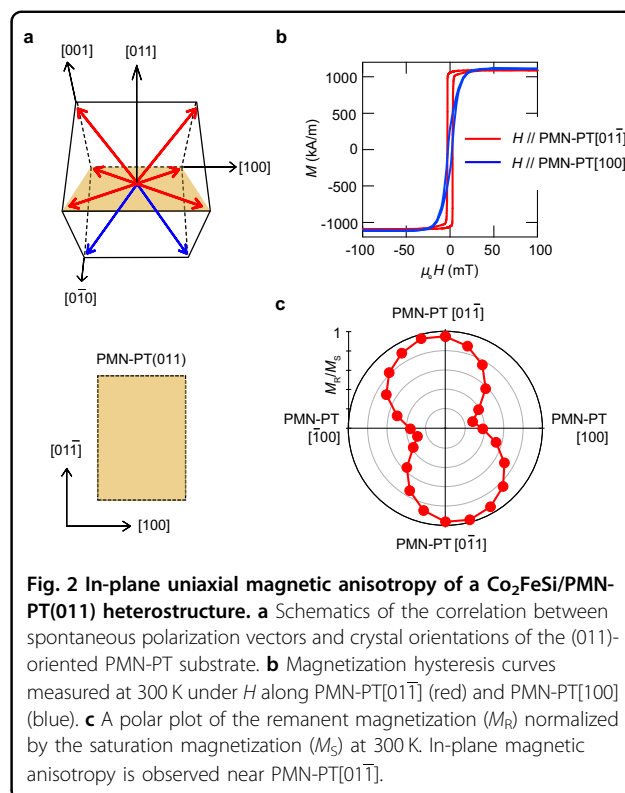 a
[001]
[011]
[100]
[01̄0]
PMN-PT(011)
[011̄]
[100]
b
M (kA/m)
1000
500
0
-500
-1000
H // PMN-PT[011̄]
H // PMN-PT[100]
-100 -50 0 50 100
μ₀H (mT)
c
PMN-PT [011̄]
1
M_R/M_S
PMN-PT
[1̄00]
PMN-PT
[100]
PMN-PT [01̄1]
Fig. 2 In-plane uniaxial magnetic anisotropy of a Co₂FeSi/PMN-
PT(011) heterostructure. a Schematics of the correlation between
spontaneous polarization vectors and crystal orientations of the (011)-
oriented PMN-PT substrate. b Magnetization hysteresis curves
measured at 300 K under H along PMN-PT[011̄] (red) and PMN-PT[100]
(blue). c A polar plot of the remanent magnetization (M_R) normalized
by the saturation magnetization (M_S) at 300 K. In-plane magnetic
anisotropy is observed near PMN-PT[011̄].